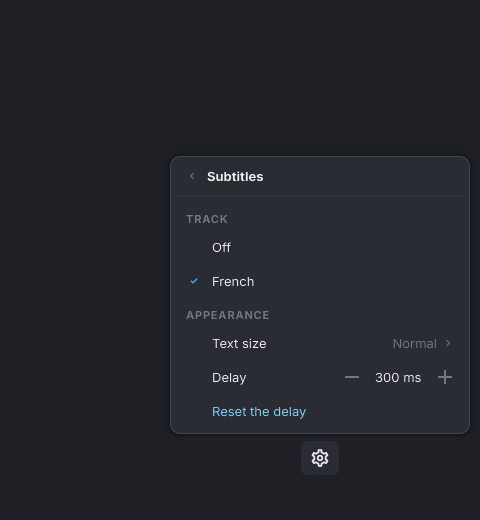 Subtitles
TRACK
Off
French
APPEARANCE
Text size Normal
Delay 300 ms
Reset the delay